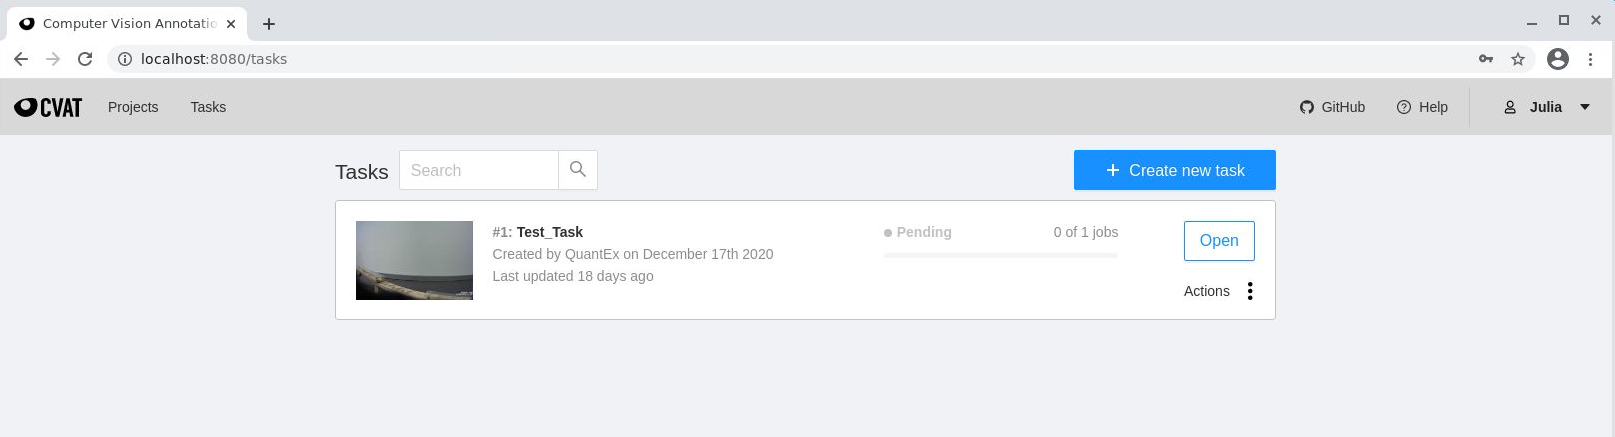 Computer Vision Annotatio
localhost:8080/tasks
CVAT Projects Tasks GitHub Help Julia
Tasks Search Create new task
#1: Test_Task Pending 0 of 1 jobs Open
Created by QuantEx on December 17th 2020
Last updated 18 days ago
Actions